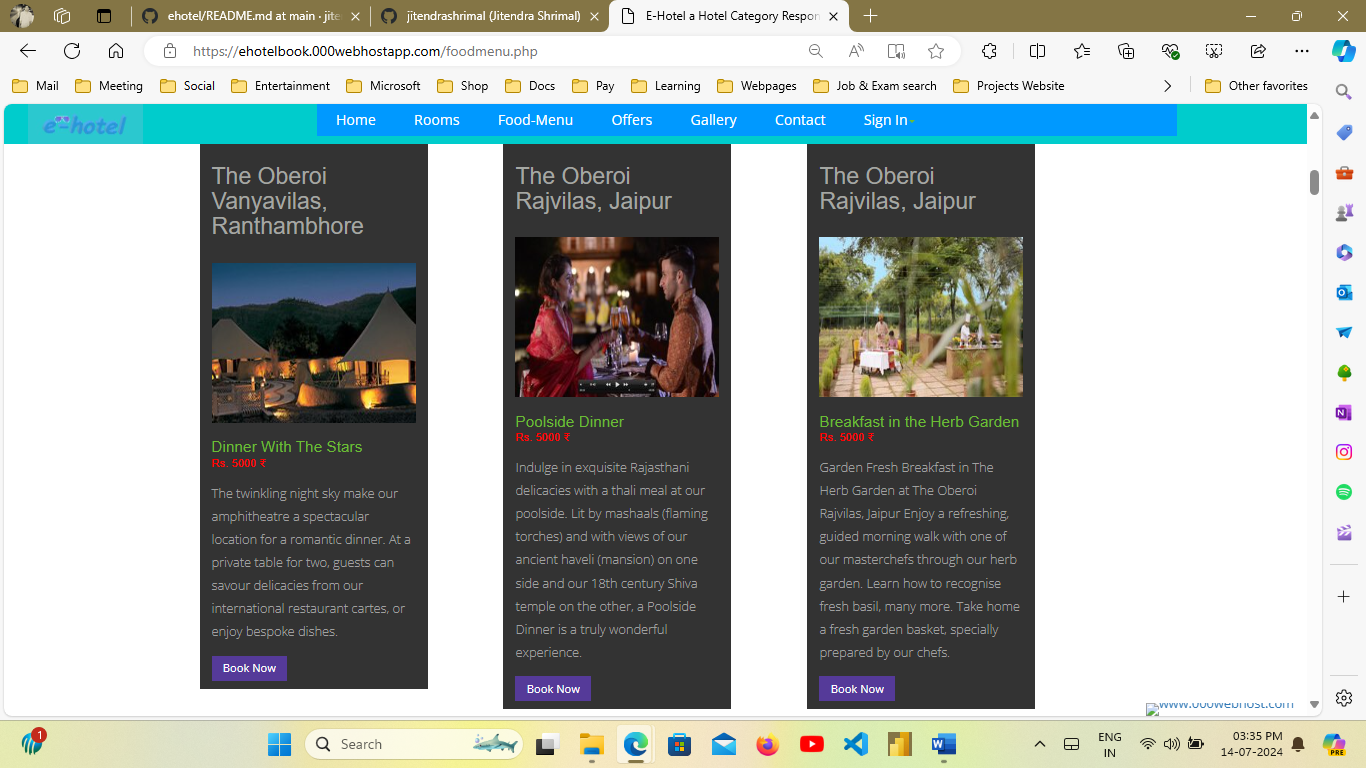 ehotel/README.md at main · jite
jitendrashrimal (Jitendra Shrimal)
E-Hotel a Hotel Category Respon
https://ehotelbook.000webhostapp.com/foodmenu.php
Mail
Meeting
Social
Entertainment
Microsoft
Shop
Docs
Pay
Learning
Webpages
Job & Exam search
Projects Website
Other favorites
e-hotel
Home
Rooms
Food-Menu
Offers
Gallery
Contact
Sign In
The Oberoi
Vanyavilas,
Ranthambhore
Dinner With The Stars
Rs. 5000 ₹
The twinkling night sky make our
amphitheatre a spectacular
location for a romantic dinner. At a
private table for two, guests can
savour delicacies from our
international restaurant cartes, or
enjoy bespoke dishes.
Book Now
The Oberoi
Rajvilas, Jaipur
Poolside Dinner
Rs. 5000 ₹
Indulge in exquisite Rajasthani
delicacies with a thali meal at our
poolside. Lit by mashaals (flaming
torches) and with views of our
ancient haveli (mansion) on one
side and our 18th century Shiva
temple on the other, a Poolside
Dinner is a truly wonderful
experience.
Book Now
The Oberoi
Rajvilas, Jaipur
Breakfast in the Herb Garden
Rs. 5000 ₹
Garden Fresh Breakfast in The
Herb Garden at The Oberoi
Rajvilas, Jaipur Enjoy a refreshing,
guided morning walk with one of
our masterchefs through our herb
garden. Learn how to recognise
fresh basil, many more. Take home
a fresh garden basket, specially
prepared by our chefs.
Book Now
www.000webhost.com
1
Search
ENG
IN
03:35 PM
14-07-2024
PRE